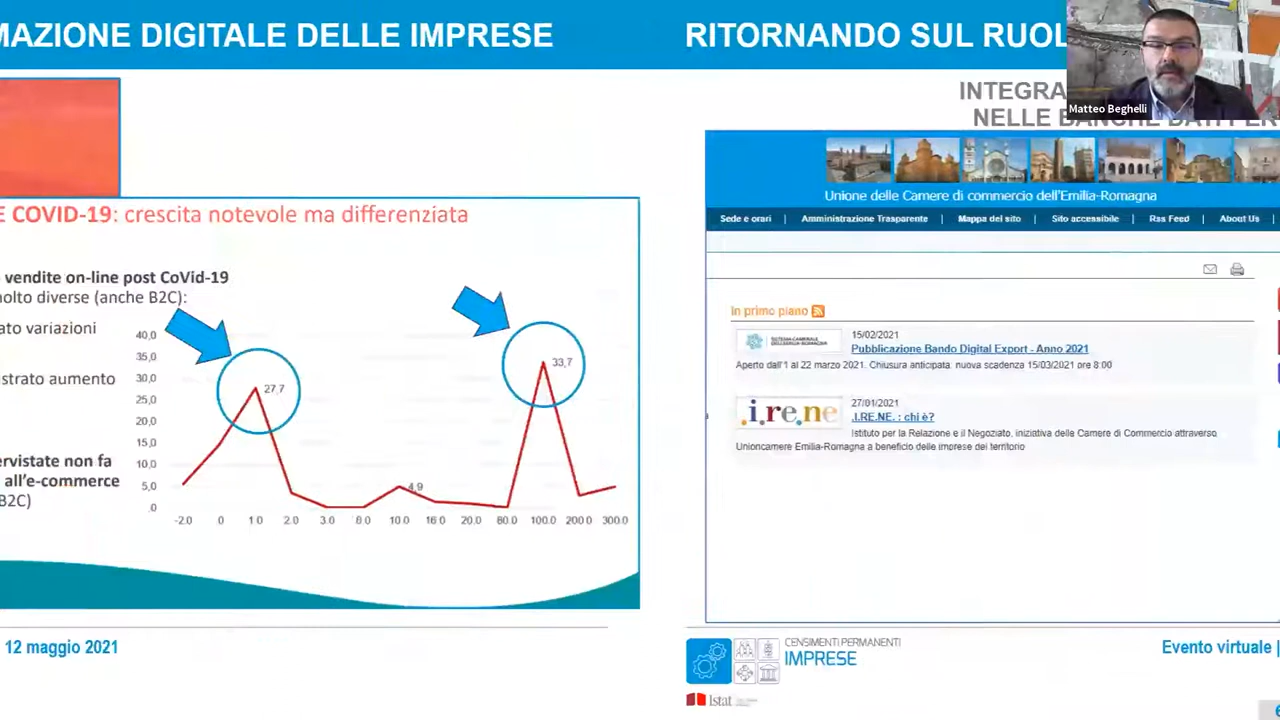 MAZIONE DIGITALE DELLE IMPRESE
E COVID-19: crescita notevole ma differenziata
vendite on-line post CoVid-19
molto diverse (anche B2C):
ato variazioni
strato aumento
ervistate non fa
all'e-commerce
B2C)
40,0
35,0
30,0
25,0
20,0
15,0
10,0
5,0
,0
27,7
4,9
33,7
-2,0 0 1,0 2,0 3,0 8,0 10,0 16,0 20,0 80,0 100,0 200,0 300,0
12 maggio 2021
RITORNANDO SUL RUOL
INTEGRA
NELLE BANCHE DATI PER
Matteo Beghelli
Unione delle Camere di commercio dell'Emilia-Romagna
Sede e orari | Amministrazione Trasparente | Mappa del sito | Sito accessibile | Rss Feed | About Us |
In primo piano
SISTEMA CAMERALE
DELL'EMILIA-ROMAGNA
15/02/2021
Pubblicazione Bando Digital Export - Anno 2021
Aperto dall'1 al 22 marzo 2021. Chiusura anticipata: nuova scadenza 15/03/2021 ore 8:00
.i.re.ne
27/01/2021
.I.RE.NE. : chi è?
Istituto per la Relazione e il Negoziato, iniziativa delle Camere di Commercio attraverso
Unioncamere Emilia-Romagna a beneficio delle imprese del territorio
CENSIMENTI PERMANENTI
IMPRESE
Istat
Evento virtuale |
6